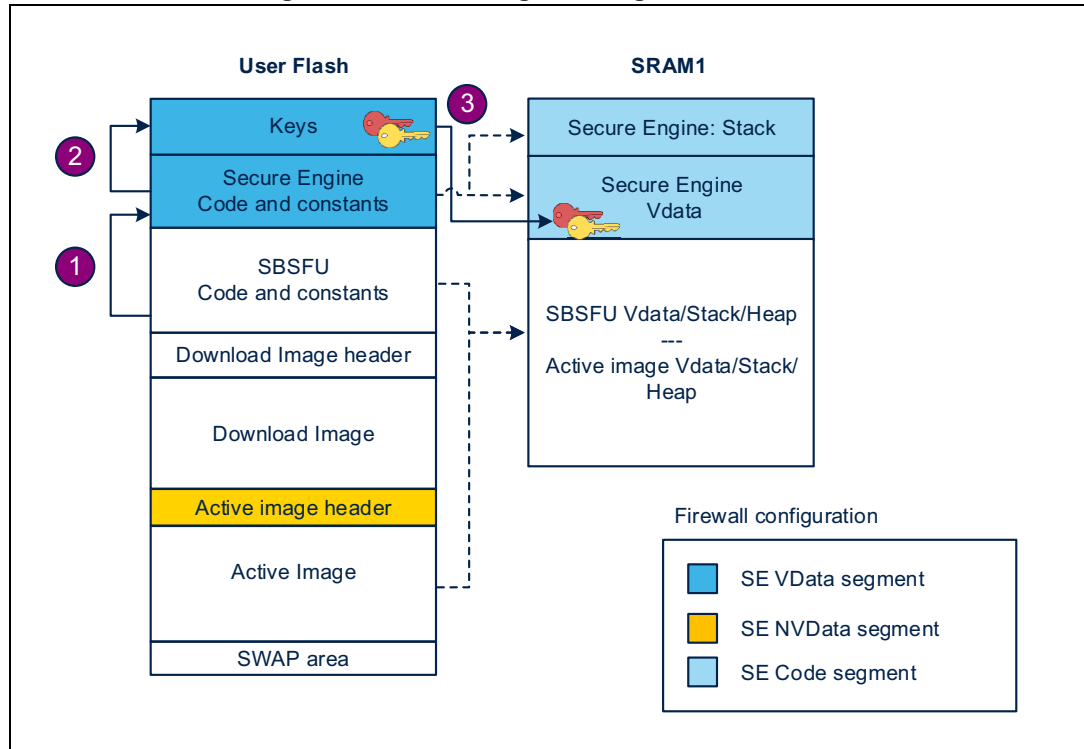 User Flash
SRAM1
3
Keys
Secure Engine: Stack
2
Secure Engine
Code and constants
Secure Engine
Vdata
1
SBSFU
Code and constants
SBSFU Vdata/Stack/Heap
---
Active image Vdata/Stack/
Heap
Download Image header
Download Image
Active image header
Active Image
SWAP area
Firewall configuration
SE VData segment
SE NVData segment
SE Code segment